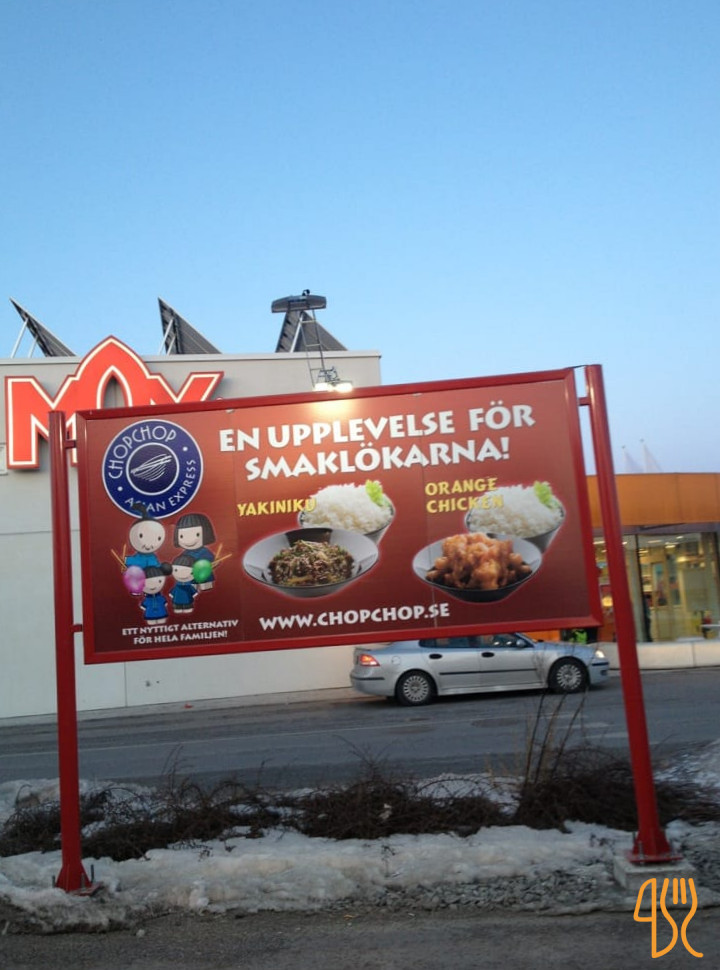 MAX
CHOPCHOP
ASIAN EXPRESS
EN UPPLEVELSE FÖR
SMAKLÖKARNA!
YAKINIKU
ORANGE
CHICKEN
ETT NYTTIGT ALTERNATIV
FÖR HELA FAMILJEN!
WWW.CHOPCHOP.SE